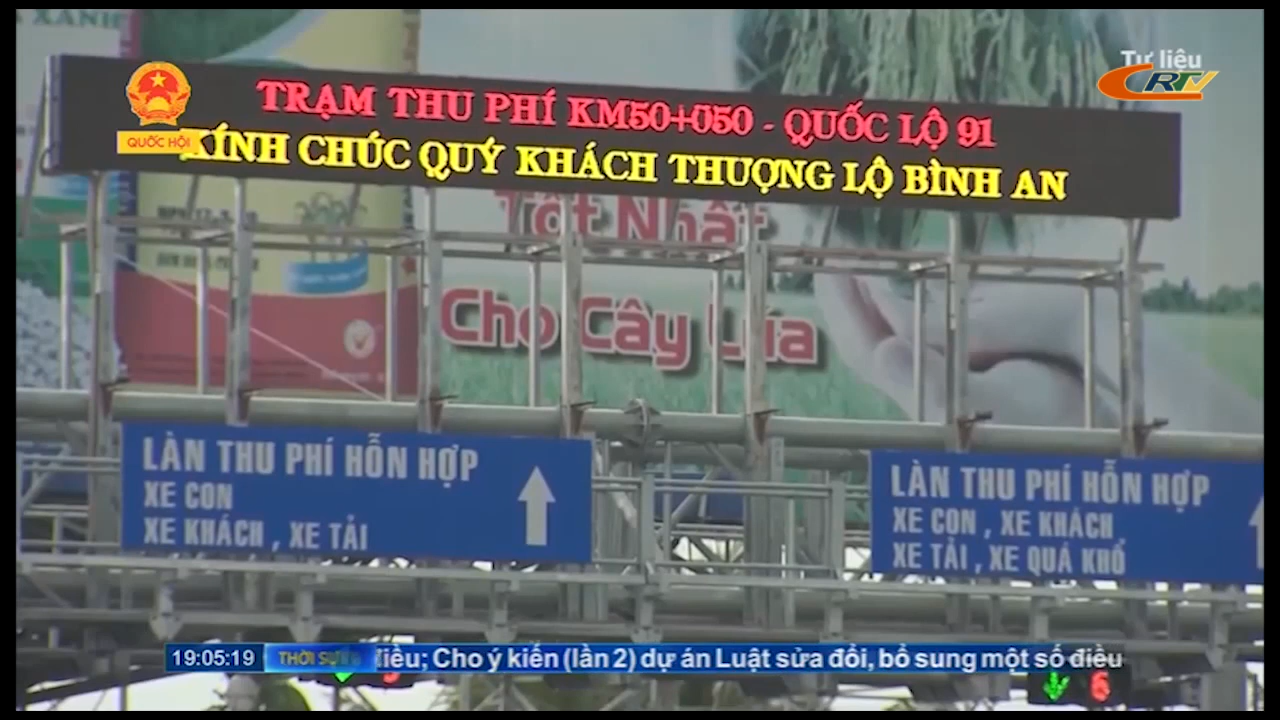 Tư liệu
CRTV
TRẠM THU PHÍ KM50+050 - QUỐC LỘ 91
QUỐC HỘI
KÍNH CHÚC QUÝ KHÁCH THƯỢNG LỘ BÌNH AN
Tốt Nhất
Cho Cây Lúa
LÀN THU PHÍ HỖN HỢP
XE CON
XE KHÁCH , XE TẢI
LÀN THU PHÍ HỖN HỢP
XE CON , XE KHÁCH
XE TẢI , XE QUÁ KHỔ
19:05:19 THỜI SỰ điều; Cho ý kiến (lần 2) dự án Luật sửa đổi, bổ sung một số điều
6